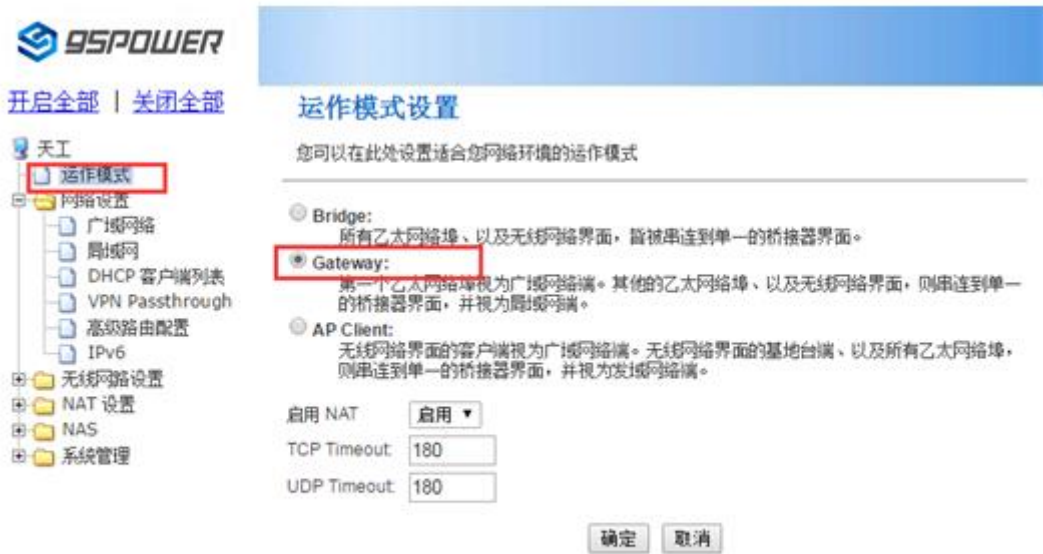 95POWER
开启全部 | 关闭全部
天工
运作模式
网络设置
广域网络
局域网
DHCP 客户端列表
VPN Passthrough
高级路由配置
IPv6
无线网路设置
NAT 设置
NAS
系统管理
运作模式设置
您可以在此处设置适合您网络环境的运作模式
Bridge:
所有乙太网络埠、以及无线网络界面，皆被串连到单一的桥接器界面。
Gateway:
第一个乙太网络埠视为广域网络端。其他的乙太网络埠、以及无线网络界面，则串连到单一
的桥接器界面，并视为局域网端。
AP Client:
无线网络界面的客户端视为广域网络端。无线网络界面的基地台端、以及所有乙太网络埠，
则串连到单一的桥接器界面，并视为发域网络端。
启用 NAT 启用
TCP Timeout: 180
UDP Timeout: 180
确定 取消